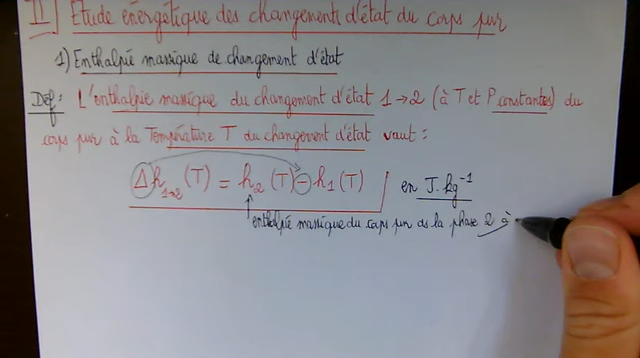 II] Etude énergétique des changements d'état du corps pur
1) Enthalpie massique de changement d'état
Def: L'enthalpie massique du changement d'état 1→2 (à T et P constantes) du
corps pur à la Température T du changement d'état vaut :
Δh1→2 (T) = h2 (T) - h1 (T) en J.kg⁻¹
enthalpie massique du corps pur ds la phase 2 à